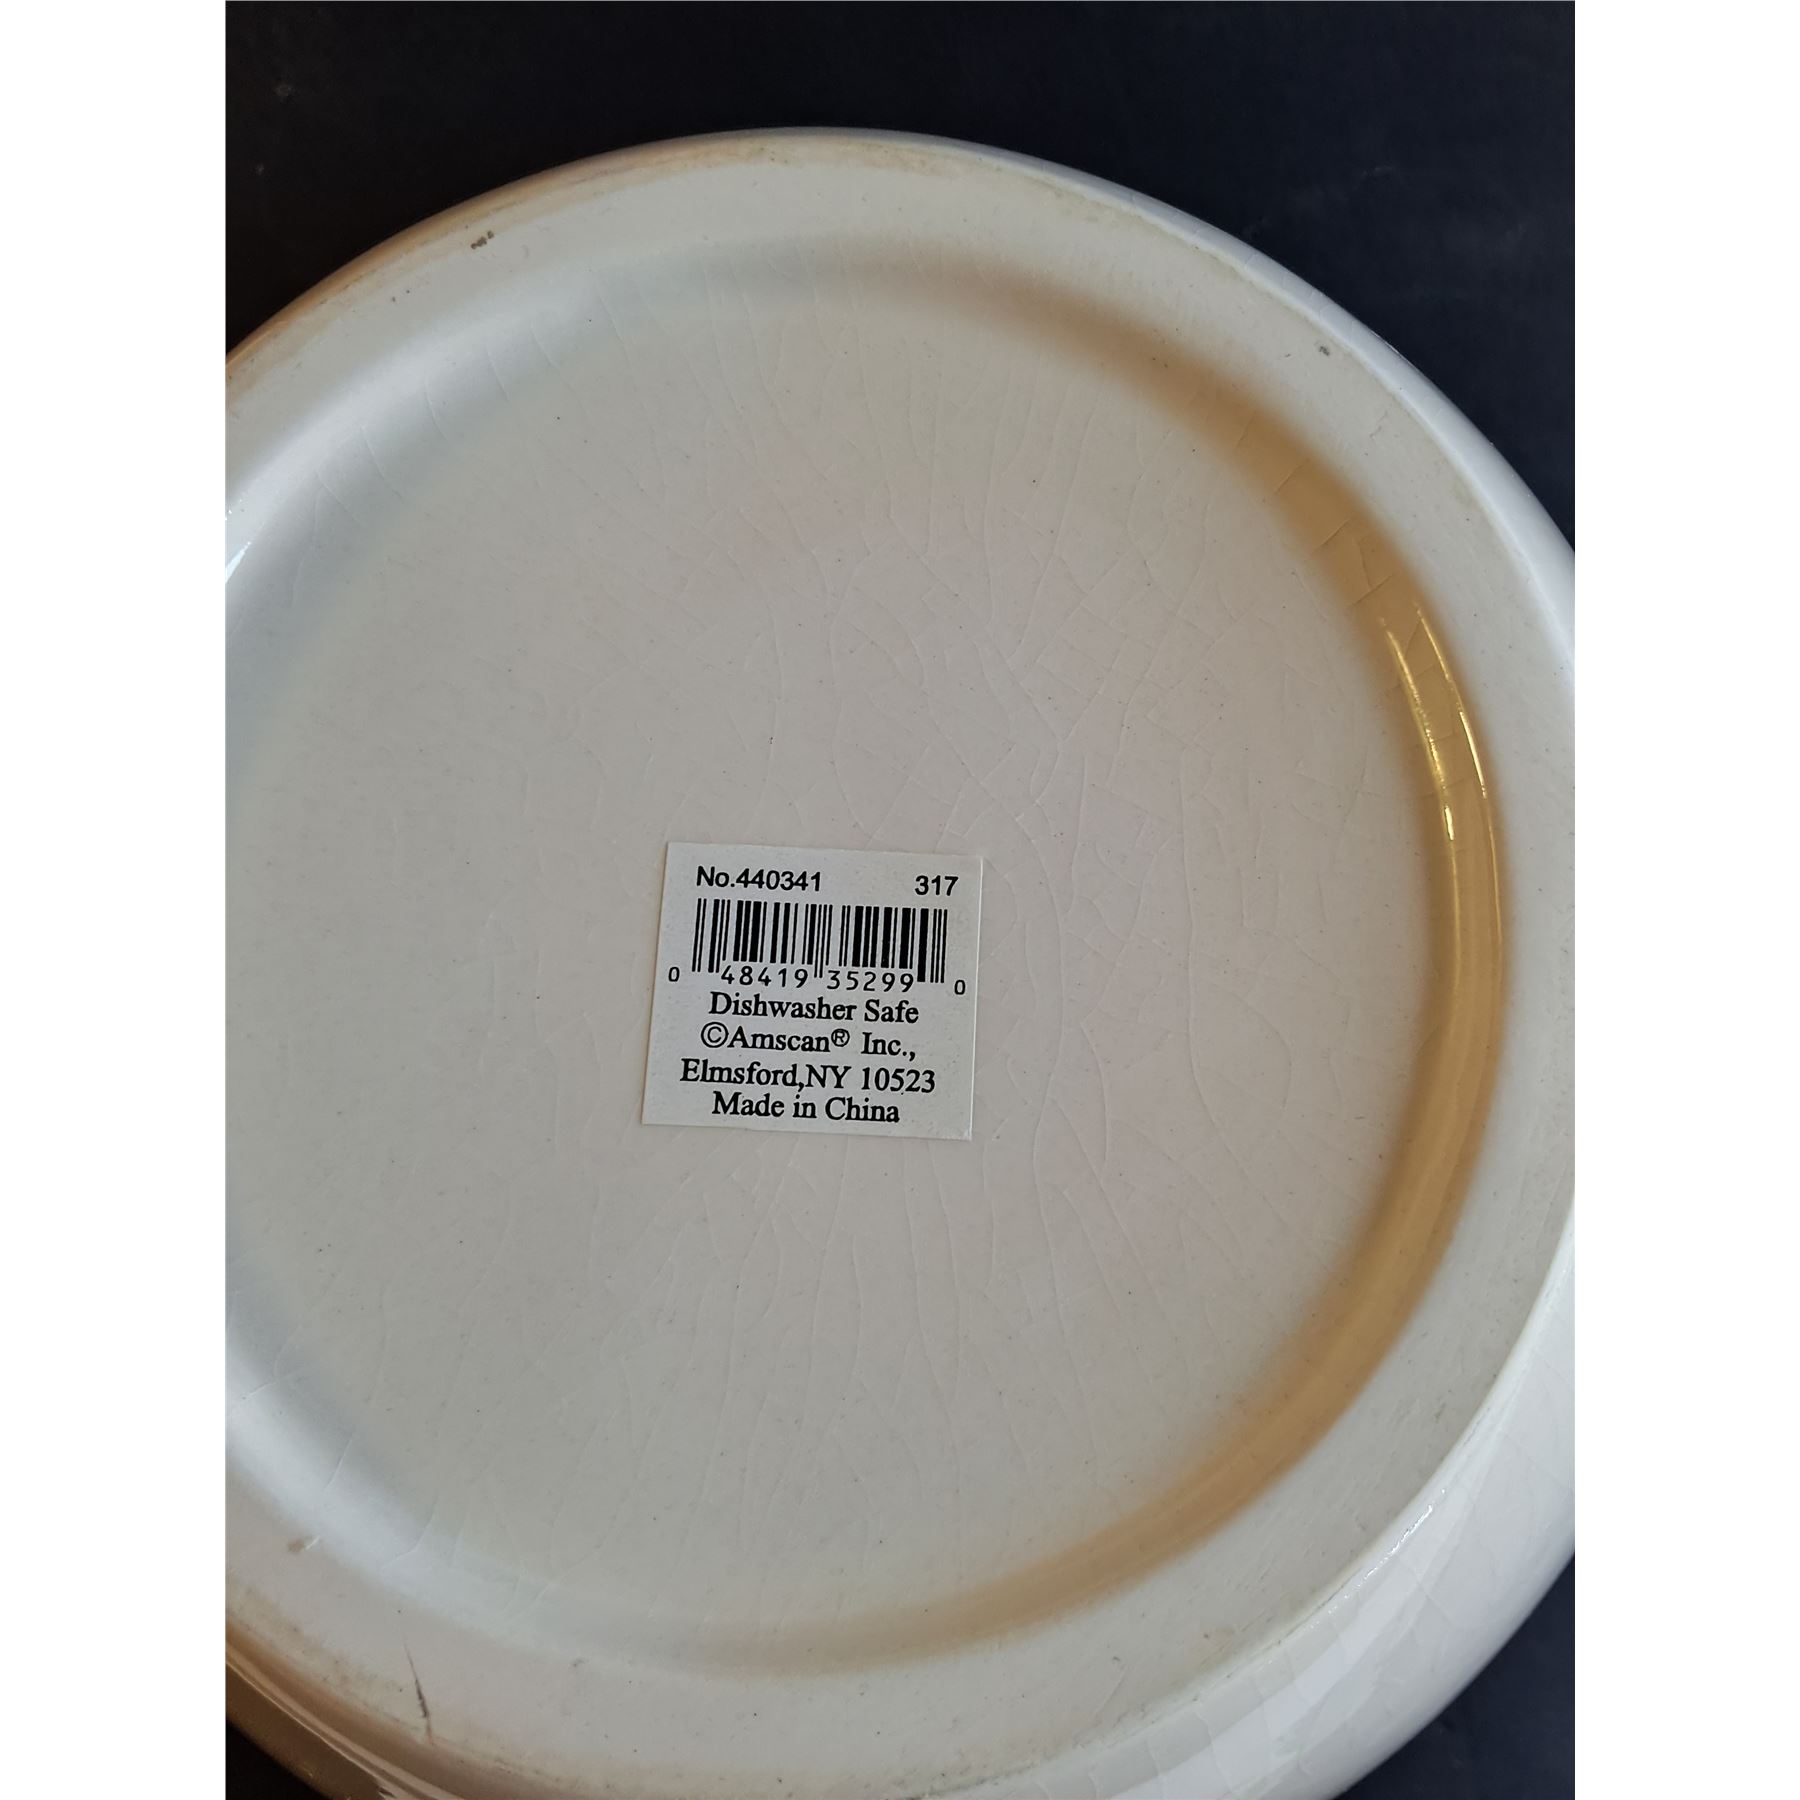 No.440341 317
0 48419 35299 0
Dishwasher Safe
©Amscan® Inc.,
Elmsford,NY 10523
Made in China